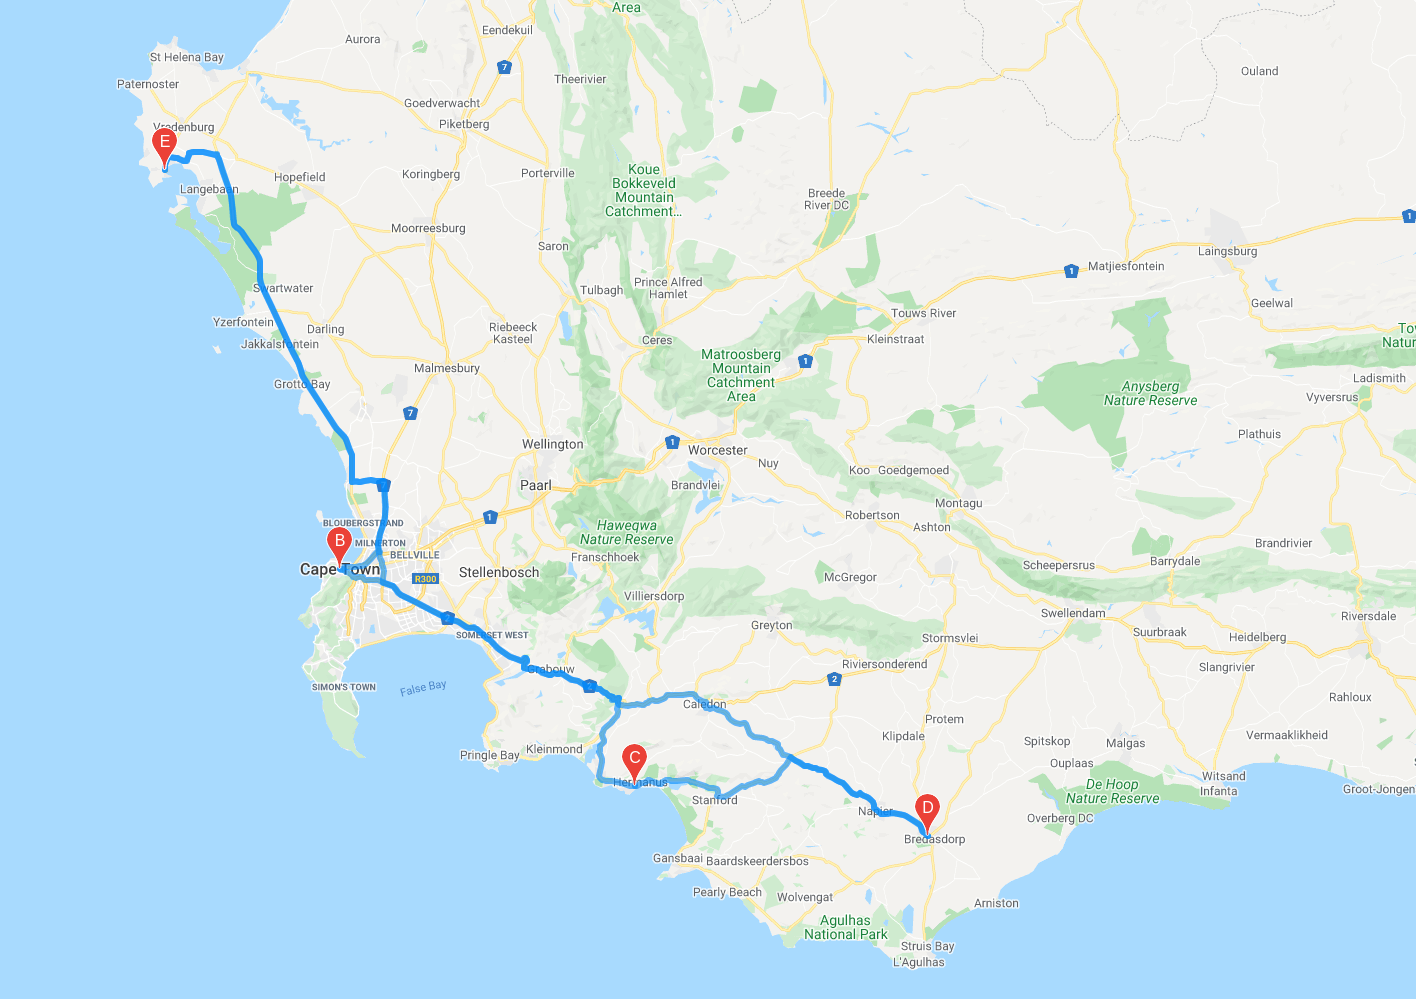 Area
Eendekuil
Aurora
St Helena Bay
7
Theerivier
Ouland
Paternoster
Goedverwacht
Vredenburg
Piketberg
E
Koringberg
Porterville
Koue
Bokkeveld
Mountain
Catchment...
Hopefield
Langebaan
Breede
River DC
1
Moorreesburg
Saron
Laingsburg
Matjiesfontein
1
Prince Alfred
Hamlet
Tulbagh
Swartwater
Geelwal
Yzerfontein
Darling
Riebeeck
Kasteel
Touws River
Jakkalsfontein
Ceres
Kleinstraat
Matroosberg
Mountain
Catchment
Area
1
Malmesbury
Grotto Bay
Anysberg
Nature Reserve
Ladismith
Vyversrus
7
Wellington
1
Worcester
Plathuis
Nuy
Koo
Goedgemoed
Paarl
Brandvlei
7
Montagu
1
Robertson
Ashton
BLOUBERGSTRAND
Haweqwa
Nature Reserve
B
MILNERTON
BELLVILLE
Franschhoek
Brandrivier
Barrydale
Scheepersrus
Cape Town
R300
Stellenbosch
McGregor
Villiersdorp
Swellendam
Riversdale
2
Greyton
SOMERSET WEST
Stormsvlei
Suurbraak
Heidelberg
Grabouw
Riviersonderend
Slangrivier
SIMON'S TOWN
False Bay
2
2
Rahloux
Caledon
Protem
Klipdale
Spitskop
Malgas
Vermaaklikheid
Pringle Bay
Kleinmond
C
Ouplaas
Hermanus
De Hoop
Nature Reserve
Witsand
Infanta
Groot-Jongen
Stanford
D
Napier
Overberg DC
Bredasdorp
Gansbaai
Baardskeerdersbos
Pearly Beach
Wolvengat
Arniston
Agulhas
National Park
Struis Bay
L'Agulhas